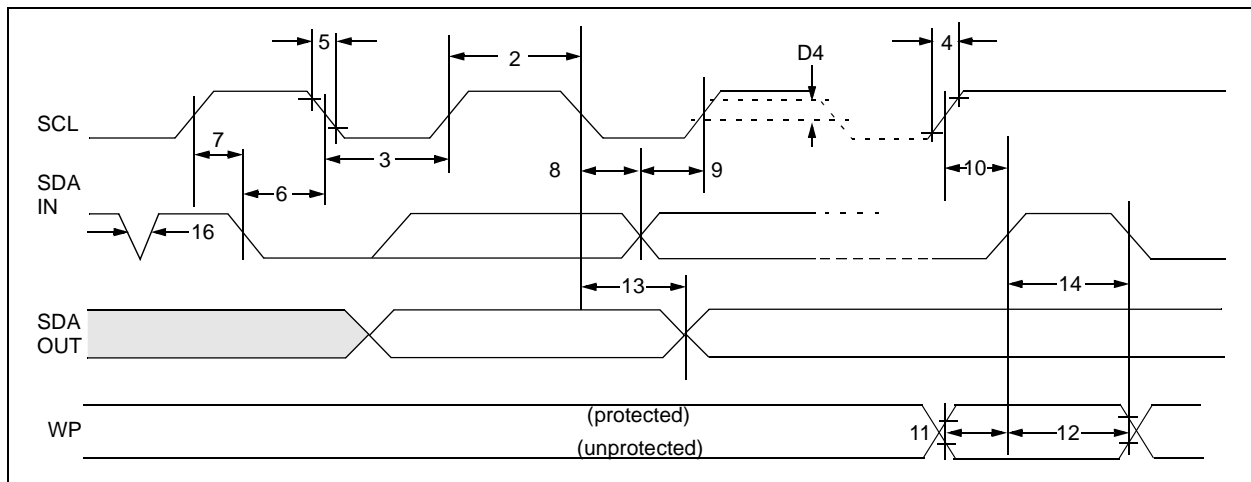 5
2
D4
4
SCL
7
3
8
9
10
SDA
IN
6
16
13
14
SDA
OUT
WP
(protected)
(unprotected)
11
12